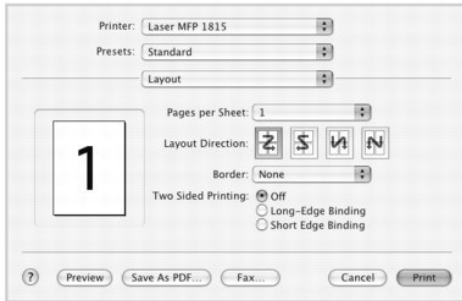 Printer: Laser MFP 1815
Presets: Standard
Layout
Pages per Sheet: 1
Layout Direction:
Border: None
Two Sided Printing: Off
Long-Edge Binding
Short Edge Binding
1
? Preview Save As PDF... Fax... Cancel Print